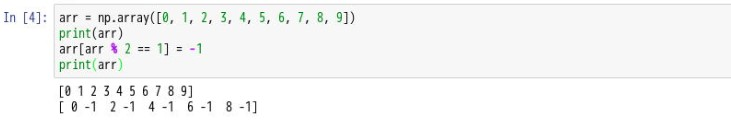 In [4]: arr = np.array([0, 1, 2, 3, 4, 5, 6, 7, 8, 9])
print(arr)
arr[arr % 2 == 1] = -1
print(arr)
[0 1 2 3 4 5 6 7 8 9]
[ 0 -1  2 -1  4 -1  6 -1  8 -1]